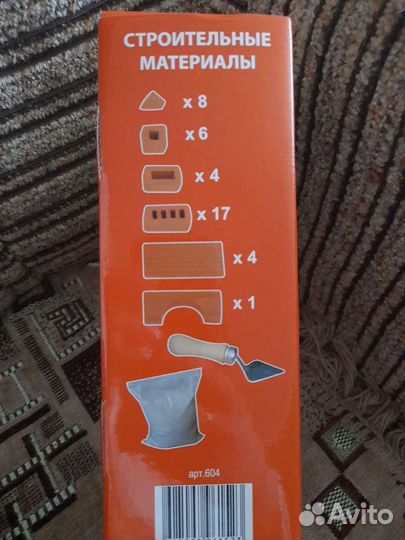 СТРОИТЕЛЬНЫЕ
МАТЕРИАЛЫ
x 8
x 6
x 4
x 17
x 4
x 1
арт.604
Avito